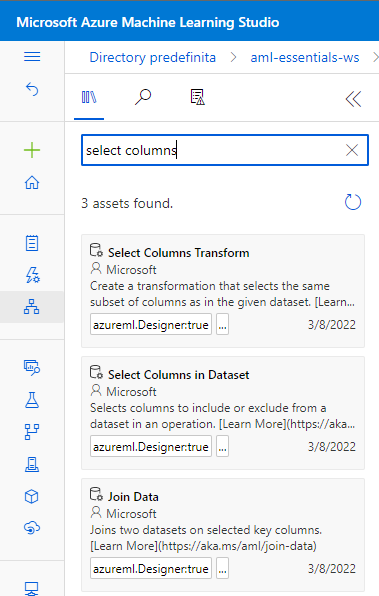 Microsoft Azure Machine Learning Studio
Directory predefinita > aml-essentials-ws >
select columns
3 assets found.
Select Columns Transform
Microsoft
Create a transformation that selects the same
subset of columns as in the given dataset. [Learn...
azureml.Designer:true ... 3/8/2022
Select Columns in Dataset
Microsoft
Selects columns to include or exclude from a
dataset in an operation. [Learn More](https://aka...
azureml.Designer:true ... 3/8/2022
Join Data
Microsoft
Joins two datasets on selected key columns.
[Learn More](https://aka.ms/aml/join-data)
azureml.Designer:true ... 3/8/2022